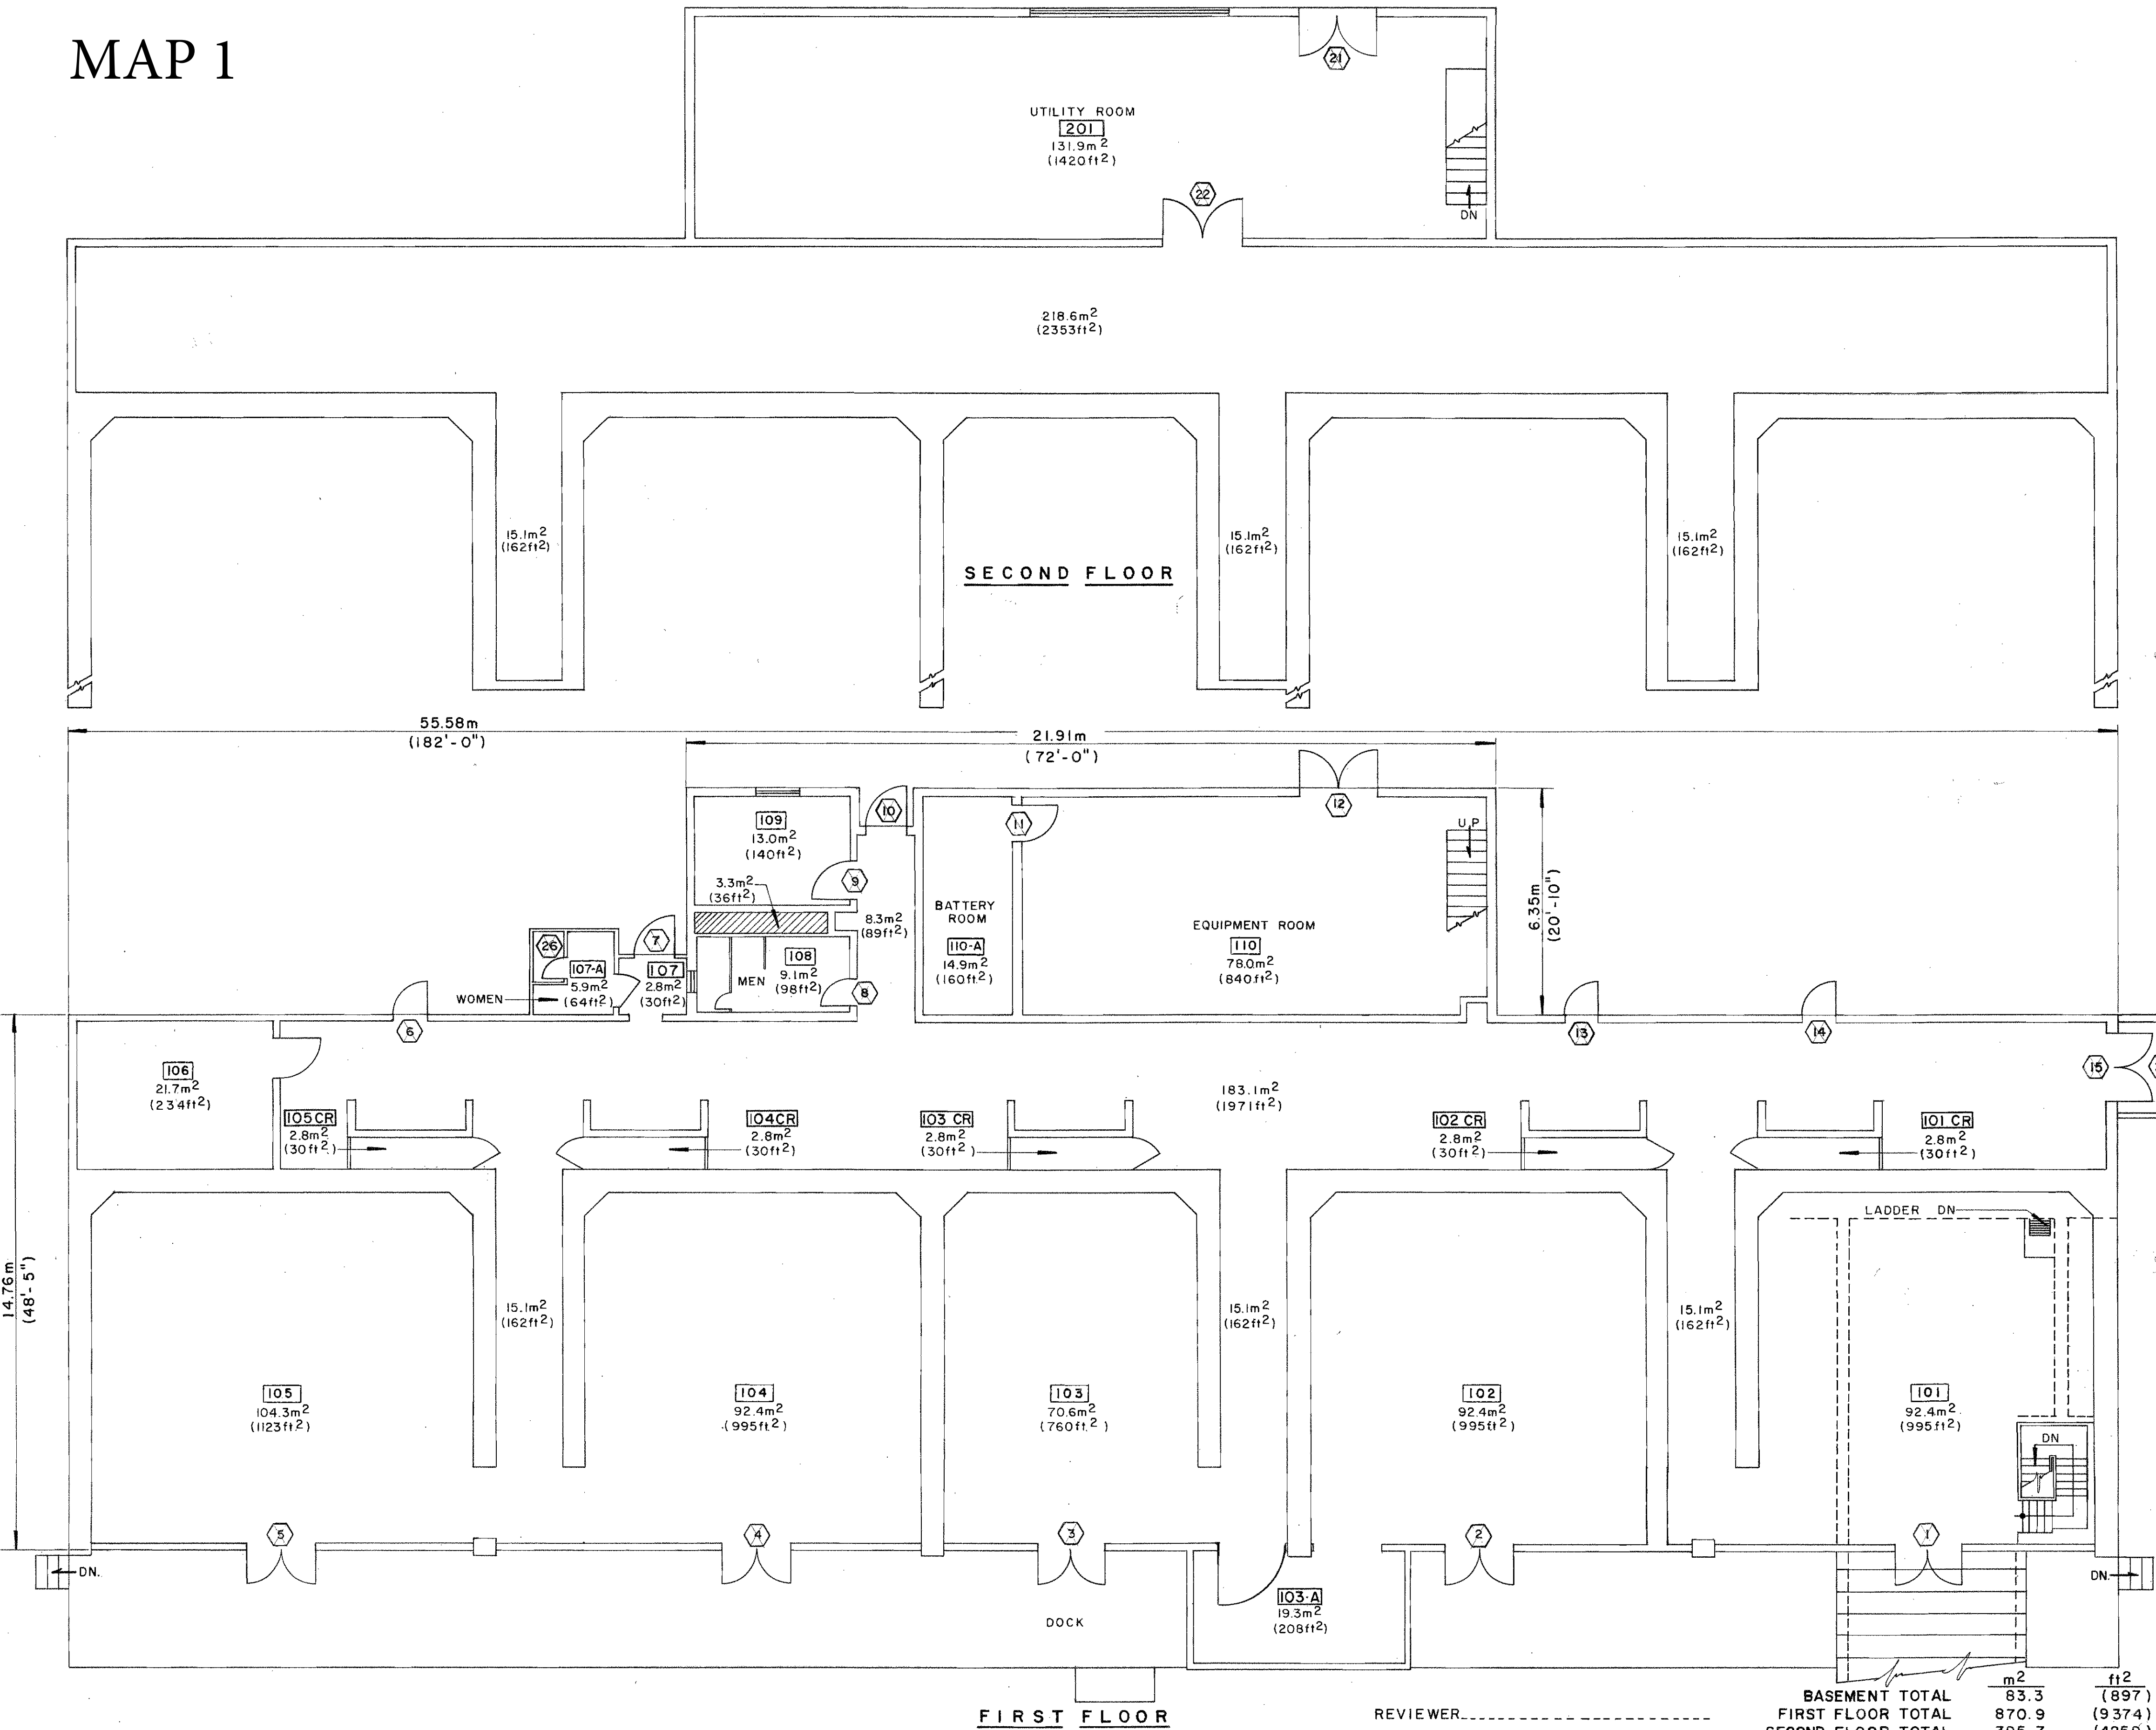 MAP 1
21
UTILITY ROOM
201
131.9m2
(1420ft2)
22
DN
218.6m2
(2353ft2)
15.1m2
(162ft2)
15.1m2
(162ft2)
15.1m2
(162ft2)
SECOND FLOOR
55.58m
(182'-0")
21.91m
(72'-0")
10
12
109
13.0m2
(140ft2)
11
UP
9
3.3m2
(36ft2)
8.3m2
(89ft2)
BATTERY
ROOM
110-A
14.9m2
(160ft2)
EQUIPMENT ROOM
110
78.0m2
(840ft2)
6.35m
(20'-10")
26
7
107-A
5.9m2
(64ft2)
107
2.8m2
(30ft2)
MEN
108
9.1m2
(98ft2)
8
WOMEN
6
13
14
15
106
21.7m2
(234ft2)
183.1m2
(1971ft2)
105CR
2.8m2
(30ft2)
104CR
2.8m2
(30ft2)
103 CR
2.8m2
(30ft2)
102 CR
2.8m2
(30ft2)
101 CR
2.8m2
(30ft2)
LADDER DN
14.76m
(48'-5")
15.1m2
(162ft2)
15.1m2
(162ft2)
15.1m2
(162ft2)
105
104.3m2
(1123ft2)
104
92.4m2
(995ft2)
103
70.6m2
(760ft2)
102
92.4m2
(995ft2)
101
92.4m2
(995ft2)
DN
5
4
3
2
1
DN.
DN.
103-A
19.3m2
(208ft2)
DOCK
FIRST FLOOR
REVIEWER
m2 ft2
BASEMENT TOTAL 83.3 (897)
FIRST FLOOR TOTAL 870.9 (9374)